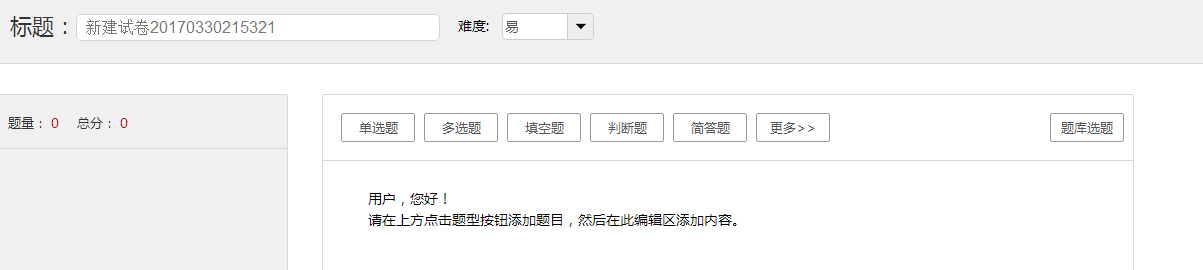 标题：新建试卷20170330215321 难度: 易
题量：0 总分：0
单选题 多选题 填空题 判断题 简答题 更多>> 题库选题
用户，您好！
请在上方点击题型按钮添加题目，然后在此编辑区添加内容。